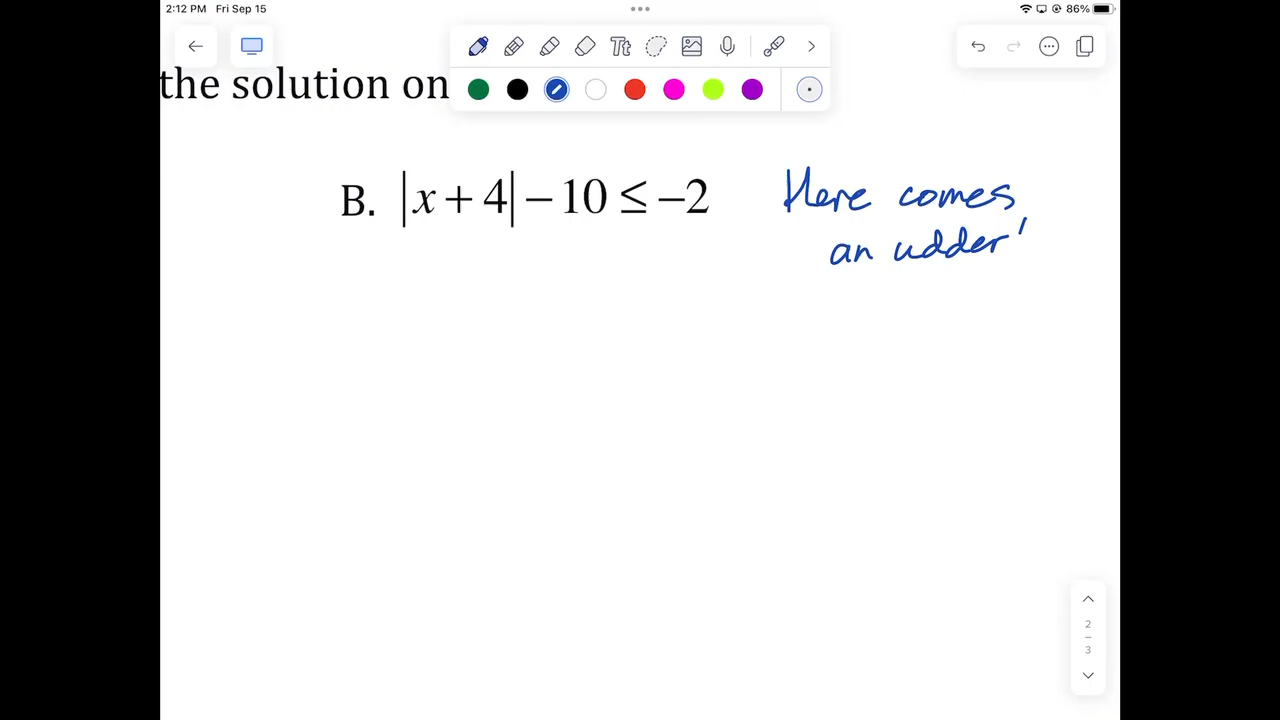 2:12 PM Fri Sep 15
86%
Tt
the solution on
B. |x + 4| − 10 ≤ −2
Here comes
an udder '
2
3